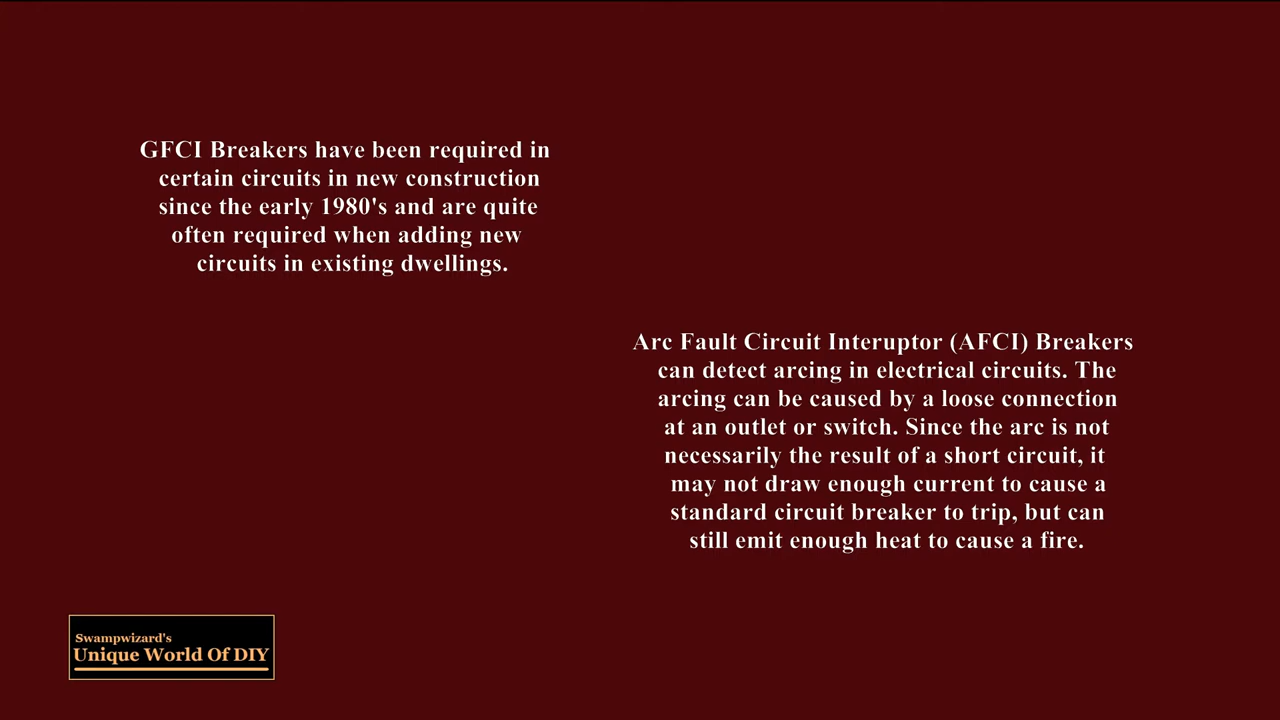 GFCI Breakers have been required in
certain circuits in new construction
since the early 1980's and are quite
often required when adding new
circuits in existing dwellings.
Arc Fault Circuit Interuptor (AFCI) Breakers
can detect arcing in electrical circuits. The
arcing can be caused by a loose connection
at an outlet or switch. Since the arc is not
necessarily the result of a short circuit, it
may not draw enough current to cause a
standard circuit breaker to trip, but can
still emit enough heat to cause a fire.
Swampwizard's
Unique World Of DIY